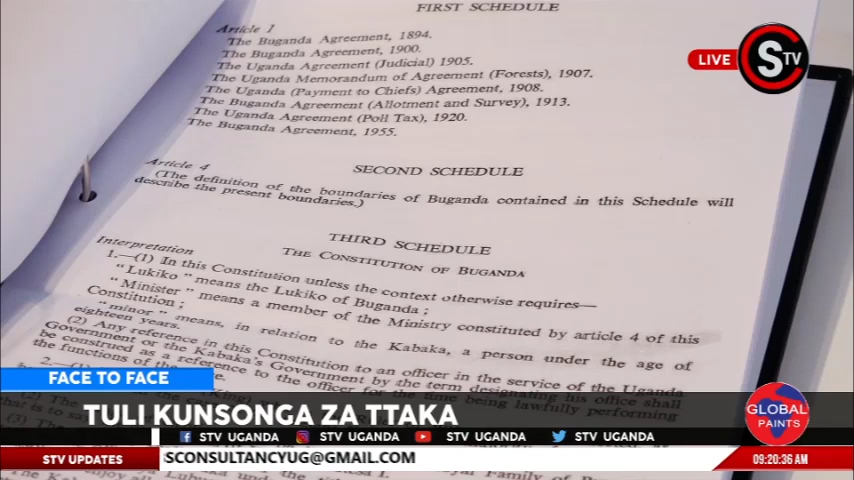 FIRST SCHEDULE
Article 1
The Buganda Agreement, 1894.
The Buganda Agreement, 1900.
The Uganda Agreement (Judicial) 1905.
The Uganda Memorandum of Agreement (Forests), 1907.
The Uganda (Payment to Chiefs) Agreement, 1908.
The Buganda Agreement (Allotment and Survey), 1913.
The Uganda Agreement (Poll Tax), 1920.
The Buganda Agreement, 1955.
LIVE
STV
SECOND SCHEDULE
Article 4
(The definition of the boundaries of Buganda contained in this Schedule will
describe the present boundaries.)
THIRD SCHEDULE
THE CONSTITUTION OF BUGANDA
Interpretation
1.—(1) In this Constitution unless the context otherwise requires—
"Lukiko" means the Lukiko of Buganda;
"Minister" means a member of the Ministry constituted by article 4 of this
Constitution;
"minor" means, in relation to the Kabaka, a person under the age of
eighteen years.
(2) Any reference in this Constitution to an officer in the service of the Uganda
Government or the Kabaka's Government by the term designating his office shall
be construed as a reference to the officer for the time being lawfully performing
the functions of
FACE TO FACE
TULI KUNSONGA ZA TTAKA
GLOBAL
PAINTS
STV UGANDA STV UGANDA STV UGANDA STV UGANDA
STV UPDATES
SCONSULTANCYUG@GMAIL.COM
09:20:36 AM